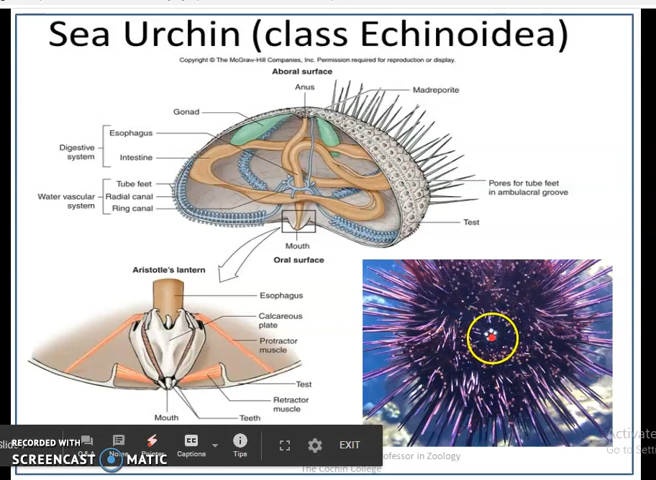 Sea Urchin (class Echinoidea)
Copyright © The McGraw-Hill Companies, Inc. Permission required for reproduction or display.
Aboral surface
Anus
Madreporite
Gonad
Esophagus
Digestive
system
Intestine
Tube feet
Water vascular
system
Radial canal
Ring canal
Pores for tube feet
in ambulacral groove
Test
Mouth
Oral surface
Aristotle's lantern
Esophagus
Calcareous
plate
Protractor
muscle
Test
Retractor
muscle
Mouth
Teeth
Activate
Go to Setti
Captions
Tips
EXIT
RECORDED WITH
SCREENCAST MATIC
ofessor in Zoology
The Cochin College